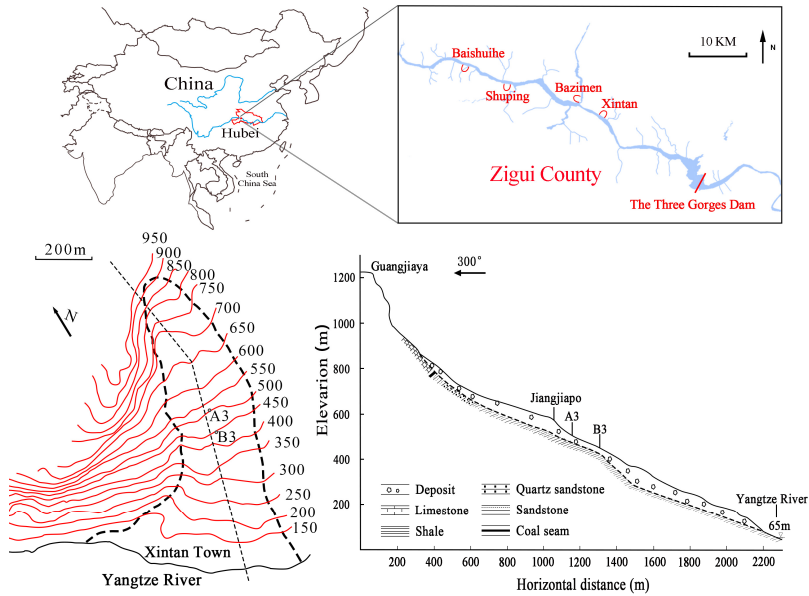 China
Hubei
South
China Sea
Baishuihe
Shuping
Bazimen
Xintan
10 KM
N
Zigui County
The Three Gorges Dam
200m
N
950
900
850
800
750
700
650
600
550
500
450
400
350
300
250
200
150
A3
B3
Xintan Town
Yangtze River
Elevarion (m)
1200
1000
800
600
400
200
Guangjiaya
300°
Jiangjiapo
A3
B3
Yangtze River
65m
Deposit
Quartz sandstone
Limestone
Sandstone
Shale
Coal seam
200 400 600 800 1000 1200 1400 1600 1800 2000 2200
Horizontal distance (m)